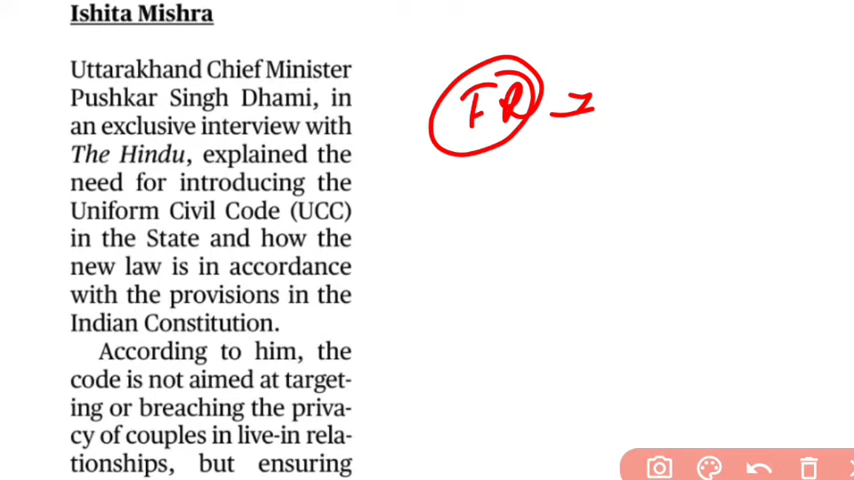 Ishita Mishra
Uttarakhand Chief Minister
Pushkar Singh Dhami, in
an exclusive interview with
The Hindu, explained the
need for introducing the
Uniform Civil Code (UCC)
in the State and how the
new law is in accordance
with the provisions in the
Indian Constitution.
According to him, the
code is not aimed at target-
ing or breaching the priva-
cy of couples in live-in rela-
tionships, but ensuring
FR